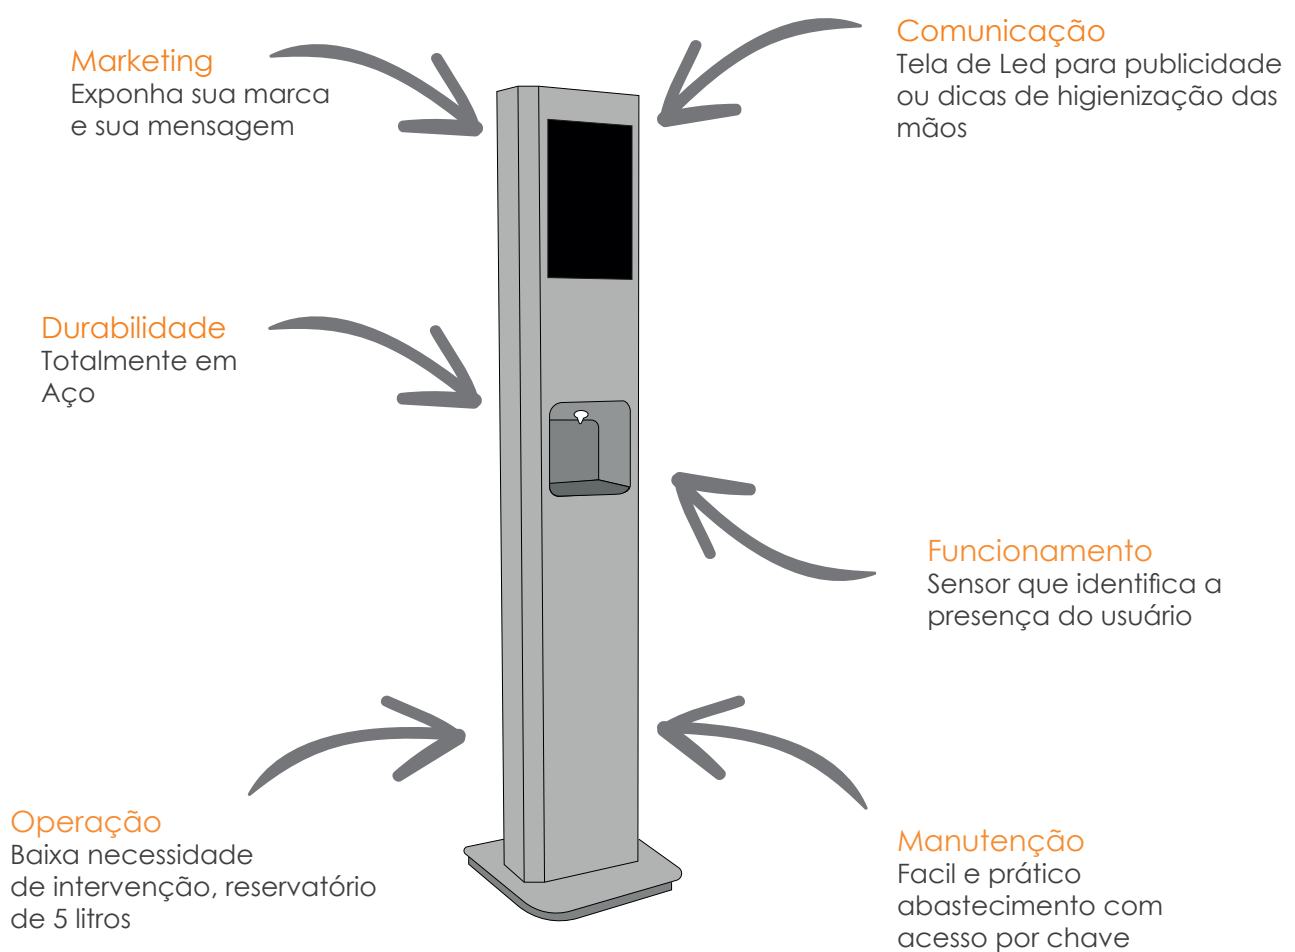 Marketing
Exponha sua marca
e sua mensagem
Comunicação
Tela de Led para publicidade
ou dicas de higienização das
mãos
Durabilidade
Totalmente em
Aço
Funcionamento
Sensor que identifica a
presença do usuário
Operação
Baixa necessidade
de intervenção, reservatório
de 5 litros
Manutenção
Facil e prático
abastecimento com
acesso por chave